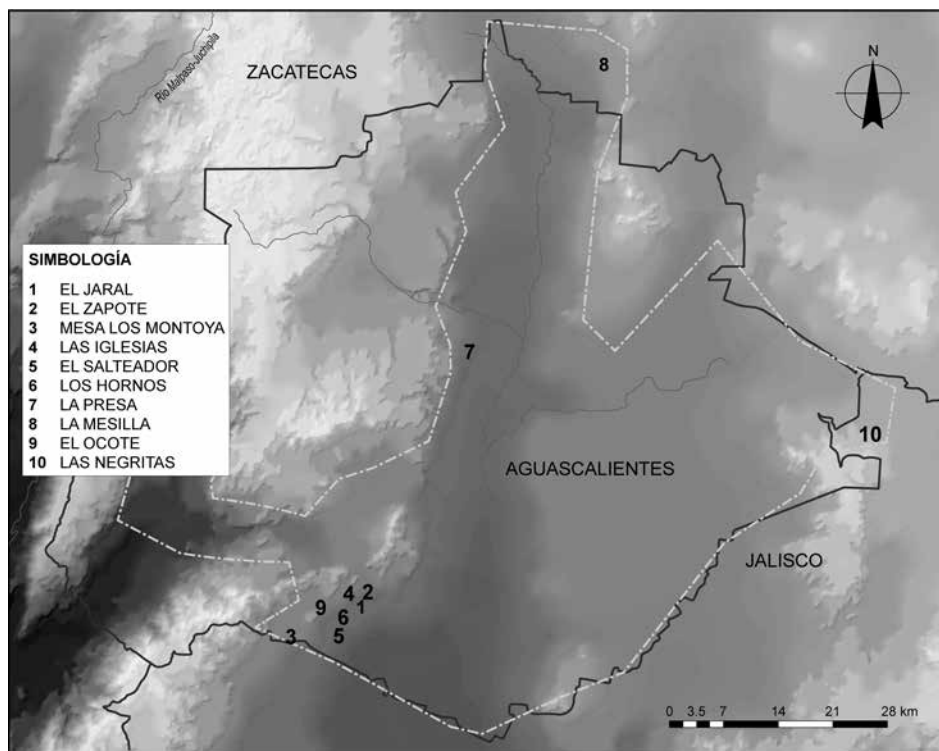 ZACATECAS
Río Malpaso-Juchipila
8
N
SIMBOLOGÍA
1 EL JARAL
2 EL ZAPOTE
3 MESA LOS MONTOYA
4 LAS IGLESIAS
5 EL SALTEADOR
6 LOS HORNOS
7 LA PRESA
8 LA MESILLA
9 EL OCOTE
10 LAS NEGRITAS
7
10
AGUASCALIENTES
JALISCO
4 2
9 1
6
3 5
0 3.5 7 14 21 28 km